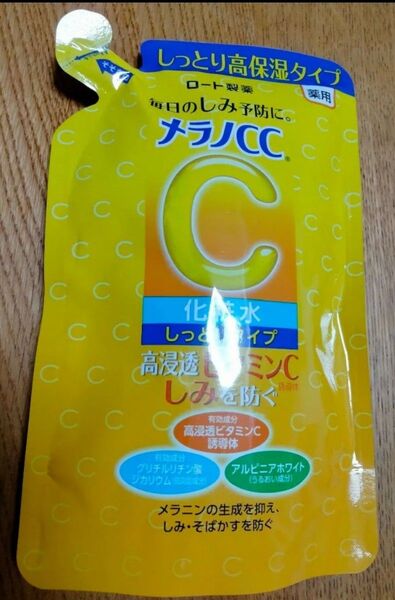 しっとり高保湿タイプ
薬用
ロート製薬
毎日のしみ予防に。
メラノCC®
C
化粧水
しっとりタイプ
高浸透ビタミンC
誘導体
しみを防ぐ
有効成分
高浸透ビタミンC
誘導体
有効成分
グリチルリチン酸
ジカリウム
アルピニアホワイト
(うるおい成分)
メラニンの生成を抑え、
しみ・そばかすを防ぐ